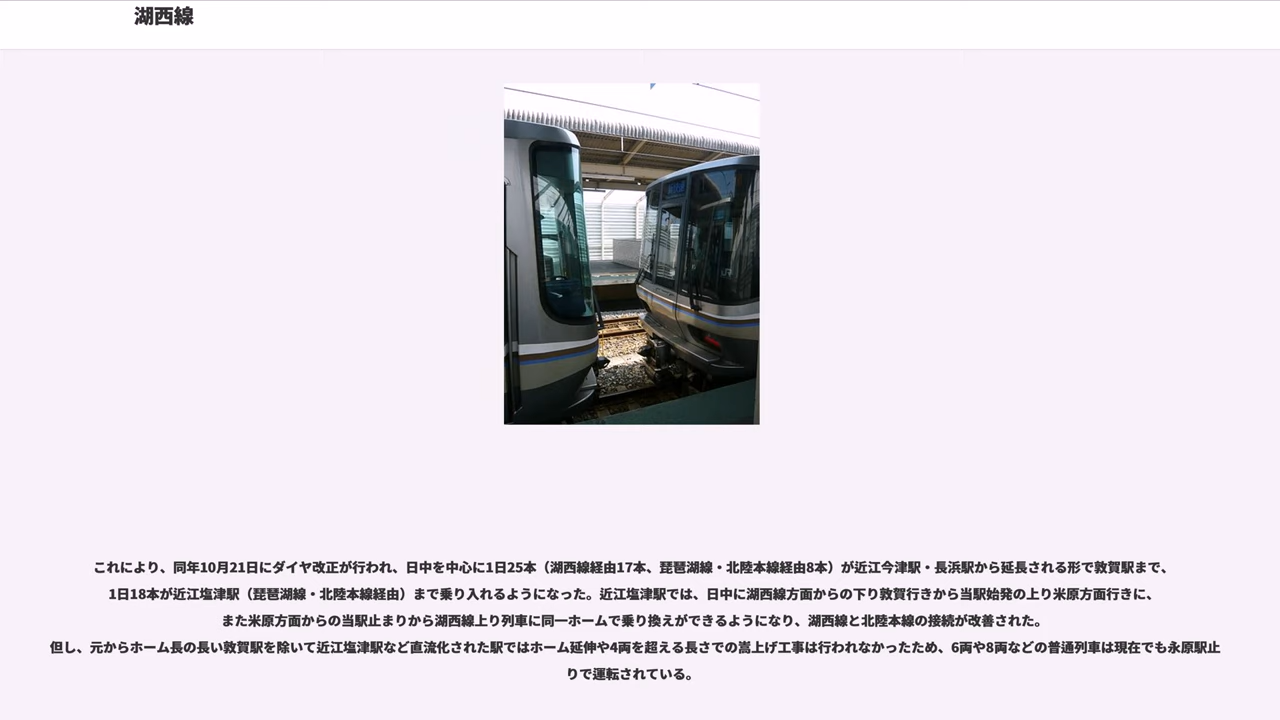 湖西線
これにより、同年10月21日にダイヤ改正が行われ、日中を中心に1日25本（湖西線経由17本、琵琶湖線・北陸本線経由8本）が近江今津駅・長浜駅から延長される形で敦賀駅まで、
1日18本が近江塩津駅（琵琶湖線・北陸本線経由）まで乗り入れるようになった。近江塩津駅では、日中に湖西線方面からの下り敦賀行きから当駅始発の上り米原方面行きに、
また米原方面からの当駅止まりから湖西線上り列車に同一ホームで乗り換えができるようになり、湖西線と北陸本線の接続が改善された。
但し、元からホーム長の長い敦賀駅を除いて近江塩津駅など直流化された駅ではホーム延伸や4両を超える長さでの嵩上げ工事は行われなかったため、6両や8両などの普通列車は現在でも永原駅止
りで運転されている。